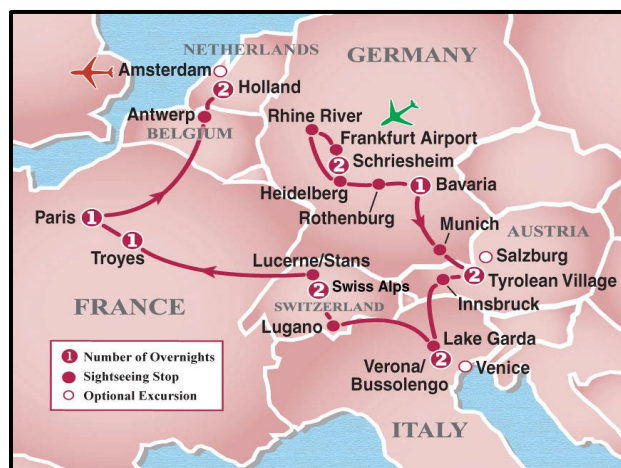 NETHERLANDS
Amsterdam
2
Holland
GERMANY
Antwerp
BELGIUM
Rhine River
Frankfurt Airport
2
Schriesheim
Heidelberg
Rothenburg
1
Bavaria
Paris
1
1
Troyes
Munich
AUSTRIA
Salzburg
2
Tyrolean Village
Innsbruck
Lucerne/Stans
2
Swiss Alps
FRANCE
SWITZERLAND
Lugano
Lake Garda
2
Verona/
Bussolengo
Venice
ITALY
1 Number of Overnights
Sightseeing Stop
Optional Excursion